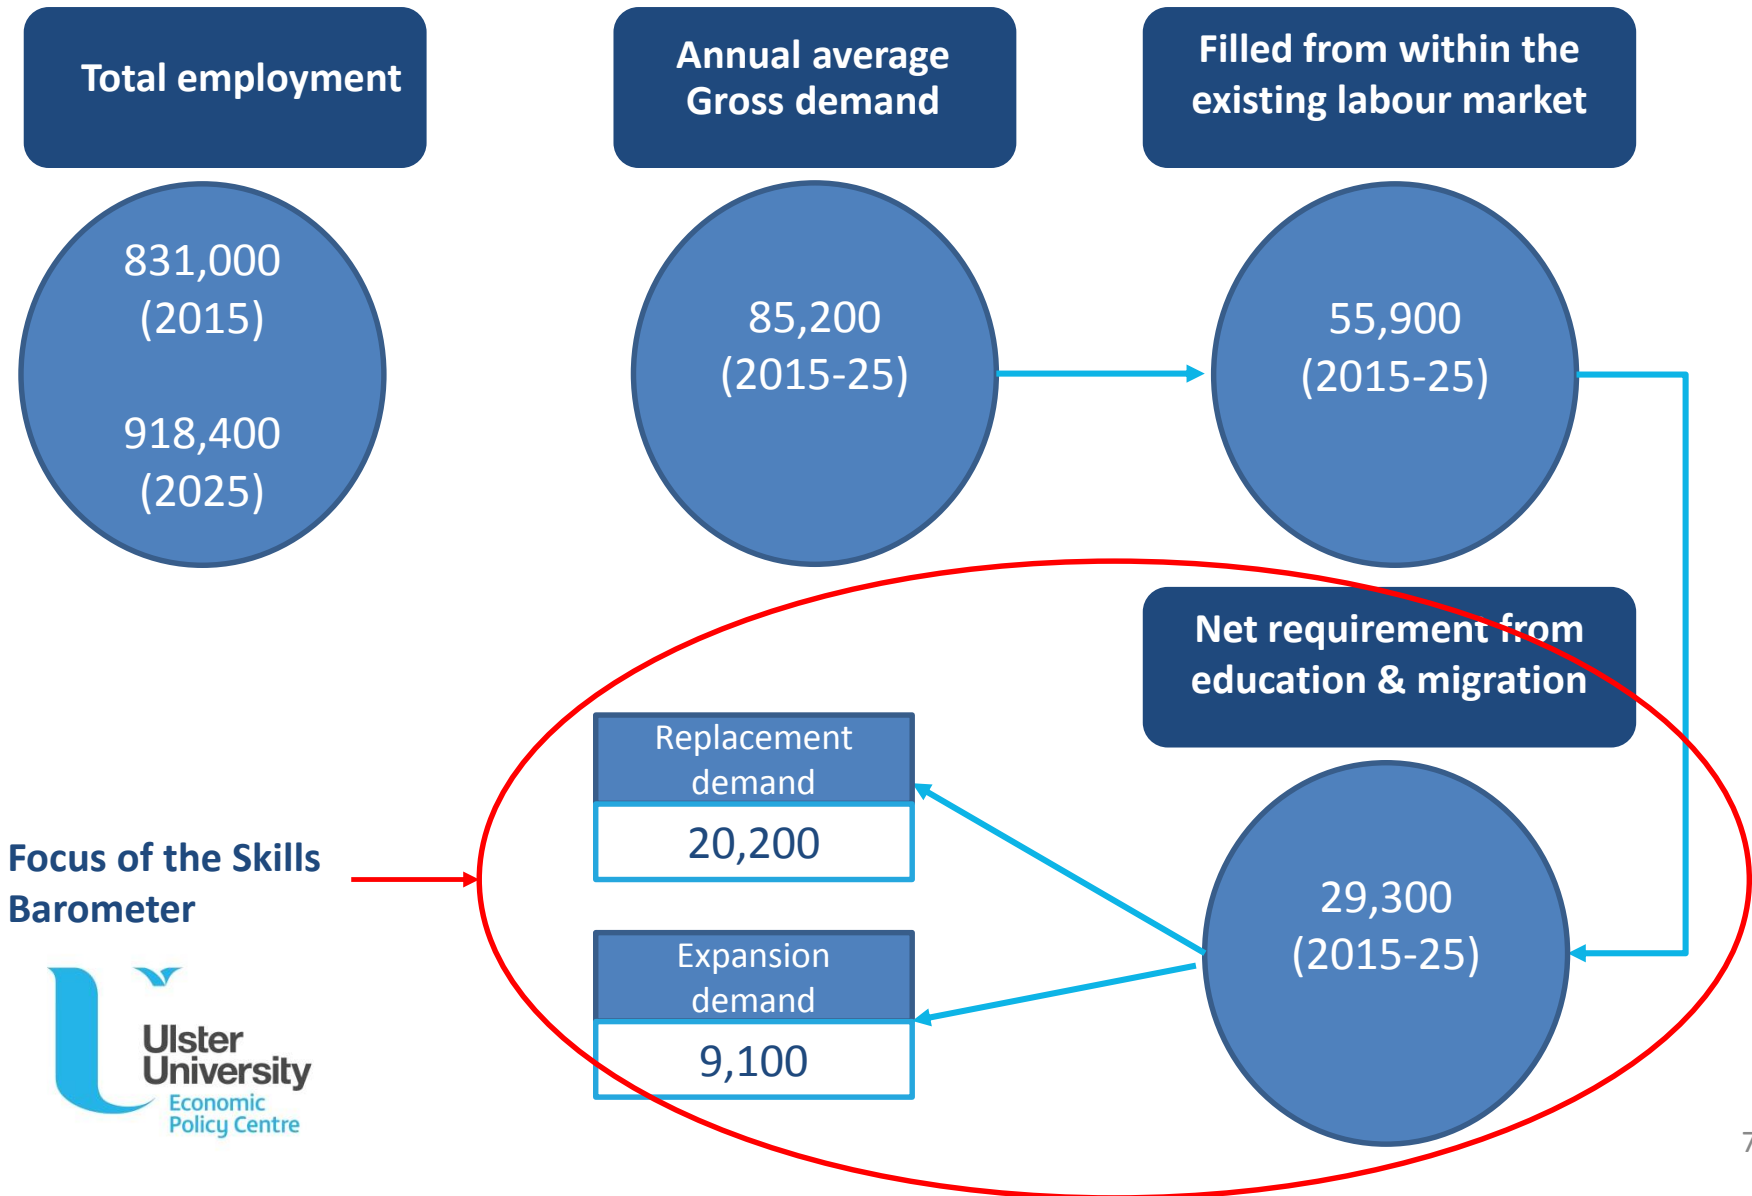 Total employment
Annual average
Gross demand
Filled from within the
existing labour market
831,000
(2015)
918,400
(2025)
85,200
(2015-25)
55,900
(2015-25)
Net requirement from
education & migration
Replacement
demand
20,200
Expansion
demand
9,100
29,300
(2015-25)
Focus of the Skills
Barometer
Ulster
University
Economic
Policy Centre
7